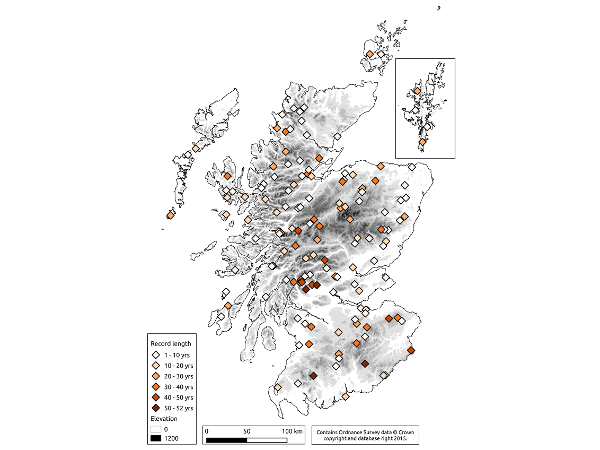 Record length
1 - 10 yrs
10 - 20 yrs
20 - 30 yrs
30 - 40 yrs
40 - 50 yrs
50 - 52 yrs
Elevation
0
1200
0 50 100 km
Contains Ordnance Survey data © Crown
copyright and database right 2015.